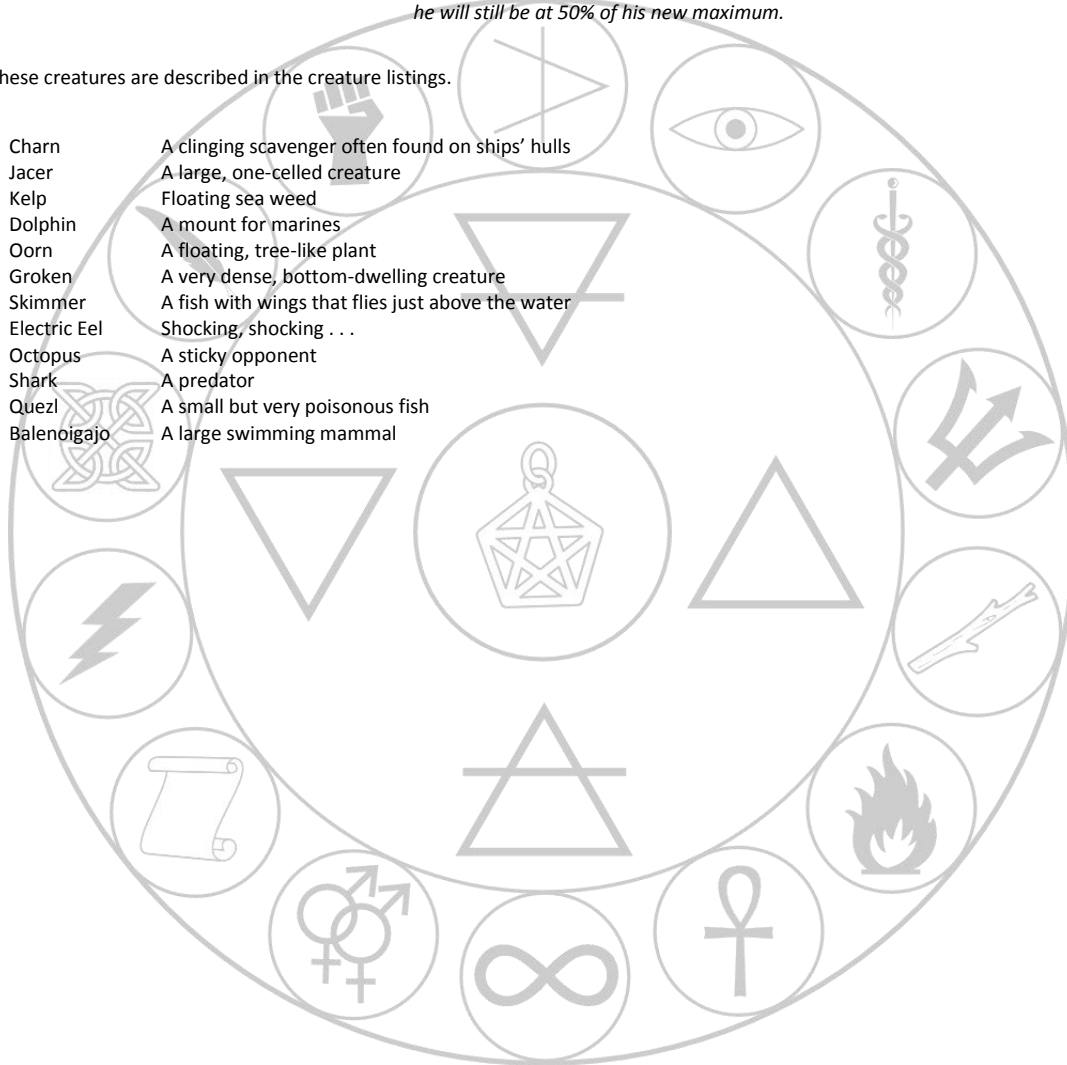 he will still be at 50% of his new maximum.
hese creatures are described in the creature listings.
Charn A clinging scavenger often found on ships’ hulls
Jacer A large, one-celled creature
Kelp Floating sea weed
Dolphin A mount for marines
Oorn A floating, tree-like plant
Groken A very dense, bottom-dwelling creature
Skimmer A fish with wings that flies just above the water
Electric Eel Shocking, shocking . . .
Octopus A sticky opponent
Shark A predator
Quezl A small but very poisonous fish
Balenoigajo A large swimming mammal